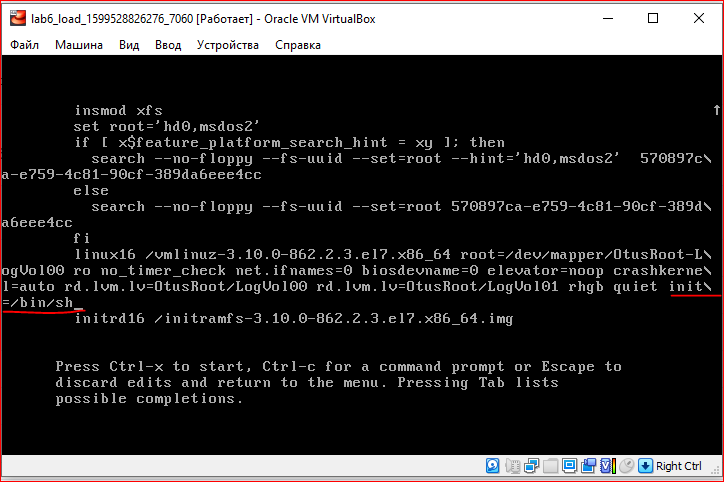 lab6_load_1599528826276_7060 [Работает] - Oracle VM VirtualBox
Файл Машина Вид Ввод Устройства Справка
insmod xfs
set root='hd0,msdos2'
if [ x$feature_platform_search_hint = xy ]; then
search --no-floppy --fs-uuid --set=root --hint='hd0,msdos2'  570897c\
a-e759-4c81-90cf-389da6eee4cc
else
search --no-floppy --fs-uuid --set=root 570897ca-e759-4c81-90cf-389d\
a6eee4cc
fi
linux16 /vmlinuz-3.10.0-862.2.3.el7.x86_64 root=/dev/mapper/OtusRoot-L\
ogVol00 ro no_timer_check net.ifnames=0 biosdevname=0 elevator=noop crashkerne\
l=auto rd.lvm.lv=OtusRoot/LogVol00 rd.lvm.lv=OtusRoot/LogVol01 rhgb quiet init\
=/bin/sh_
initrd16 /initramfs-3.10.0-862.2.3.el7.x86_64.img
Press Ctrl-x to start, Ctrl-c for a command prompt or Escape to
discard edits and return to the menu. Pressing Tab lists
possible completions.
Right Ctrl